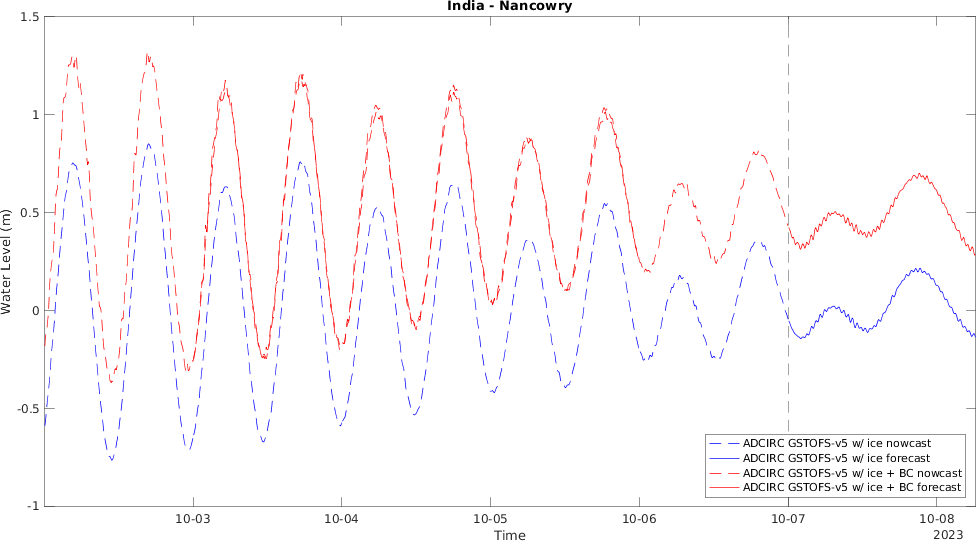 India - Nancowry
1.5
1
0.5
0
-0.5
-1
Water Level (m)
10-03
10-04
10-05
10-06
10-07
10-08
Time
2023
ADCIRC GSTOFS-v5 w/ ice nowcast
ADCIRC GSTOFS-v5 w/ ice forecast
ADCIRC GSTOFS-v5 w/ ice + BC nowcast
ADCIRC GSTOFS-v5 w/ ice + BC forecast